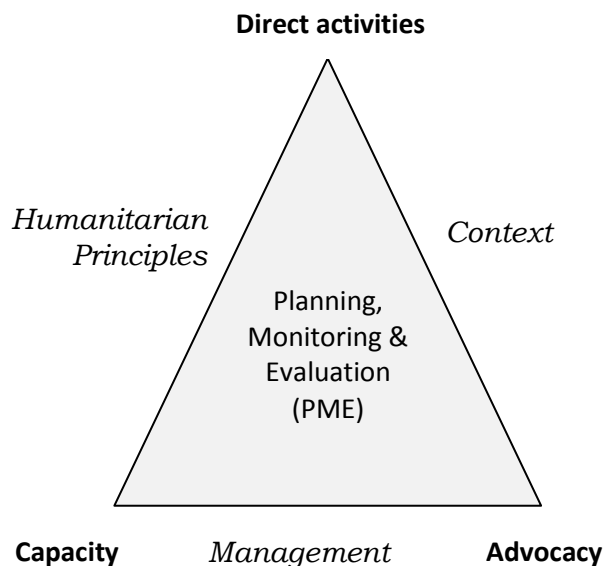 Direct activities
Humanitarian
Principles
Context
Planning,
Monitoring &
Evaluation
(PME)
Capacity
Management
Advocacy